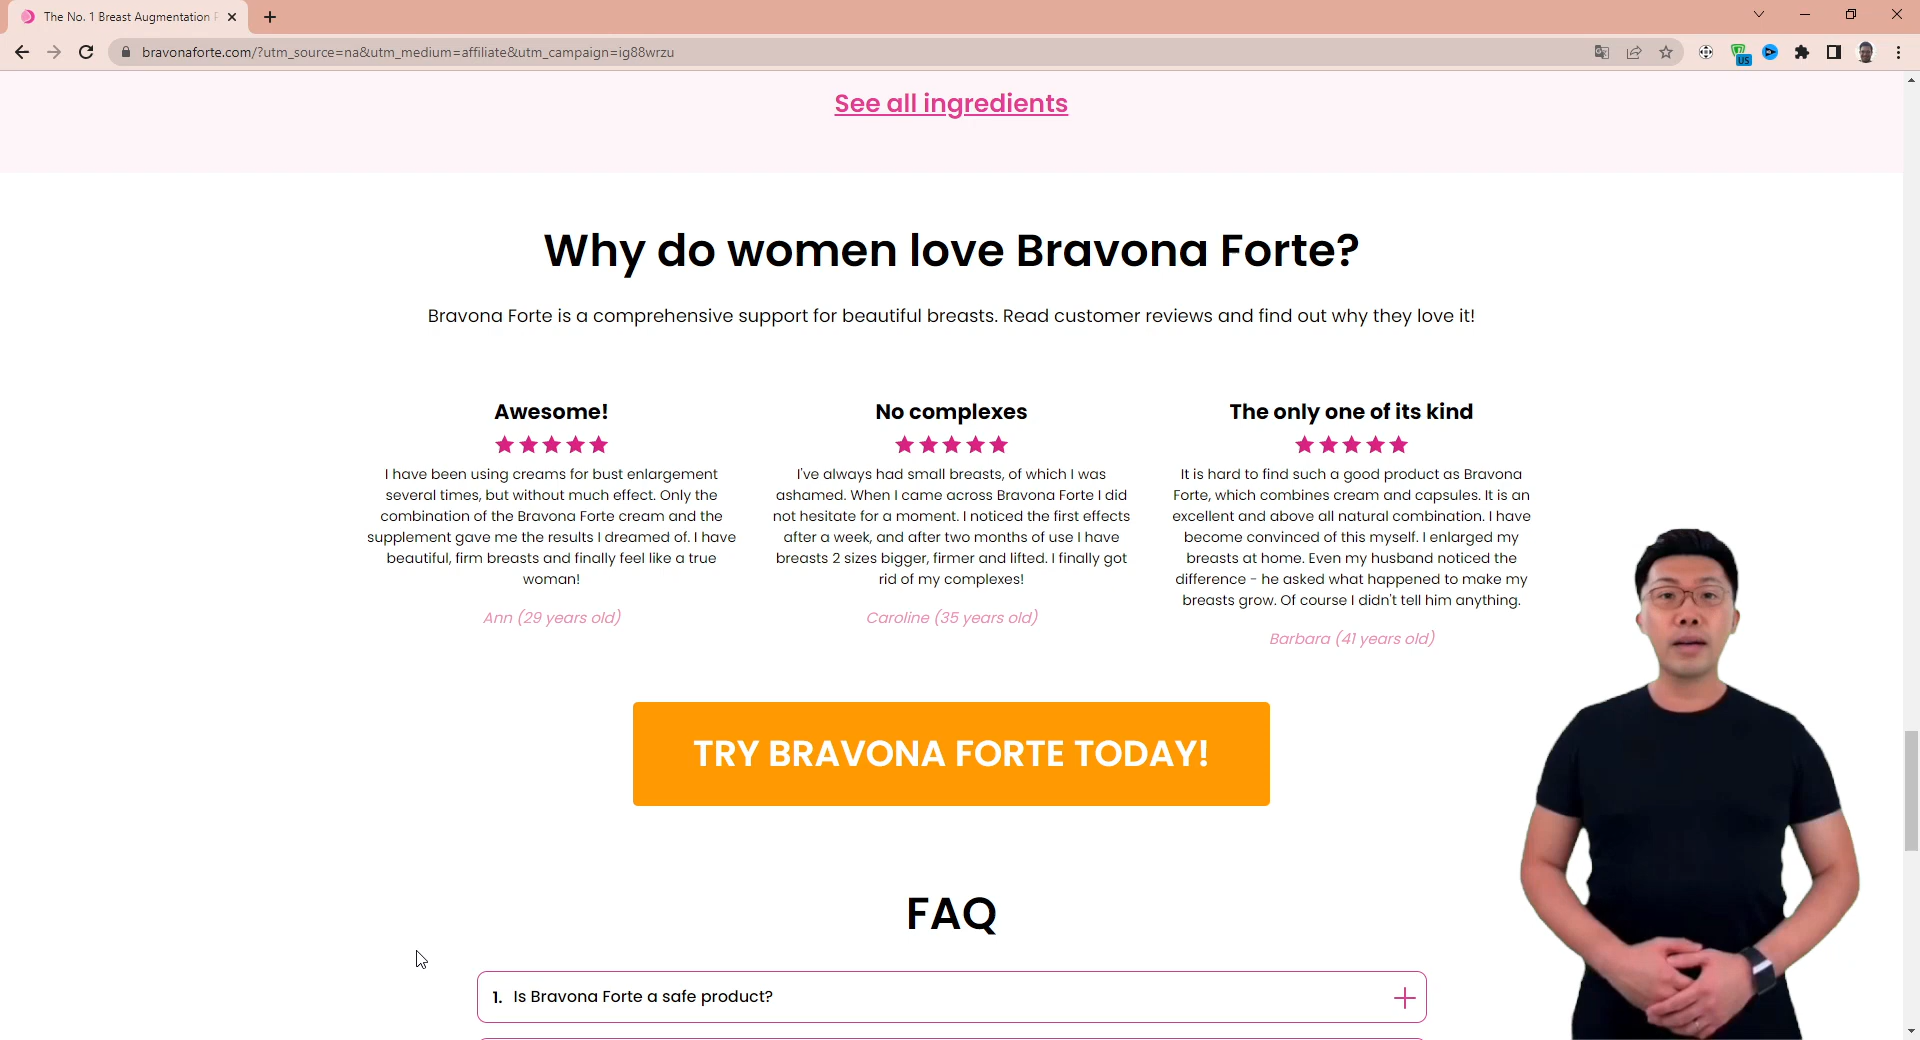 The No. 1 Breast Augmentation
bravonaforte.com/?utm_source=na&utm_medium=affiliate&utm_campaign=ig88wrzu
US
See all ingredients
Why do women love Bravona Forte?
Bravona Forte is a comprehensive support for beautiful breasts. Read customer reviews and find out why they love it!
Awesome!
I have been using creams for bust enlargement
several times, but without much effect. Only the
combination of the Bravona Forte cream and the
supplement gave me the results I dreamed of. I have
beautiful, firm breasts and finally feel like a true
woman!
Ann (29 years old)
No complexes
I've always had small breasts, of which I was
ashamed. When I came across Bravona Forte I did
not hesitate for a moment. I noticed the first effects
after a week, and after two months of use I have
breasts 2 sizes bigger, firmer and lifted. I finally got
rid of my complexes!
Caroline (35 years old)
The only one of its kind
It is hard to find such a good product as Bravona
Forte, which combines cream and capsules. It is an
excellent and above all natural combination. I have
become convinced of this myself. I enlarged my
breasts at home. Even my husband noticed the
difference - he asked what happened to make my
breasts grow. Of course I didn't tell him anything.
Barbara (41 years old)
TRY BRAVONA FORTE TODAY!
FAQ
1. Is Bravona Forte a safe product?